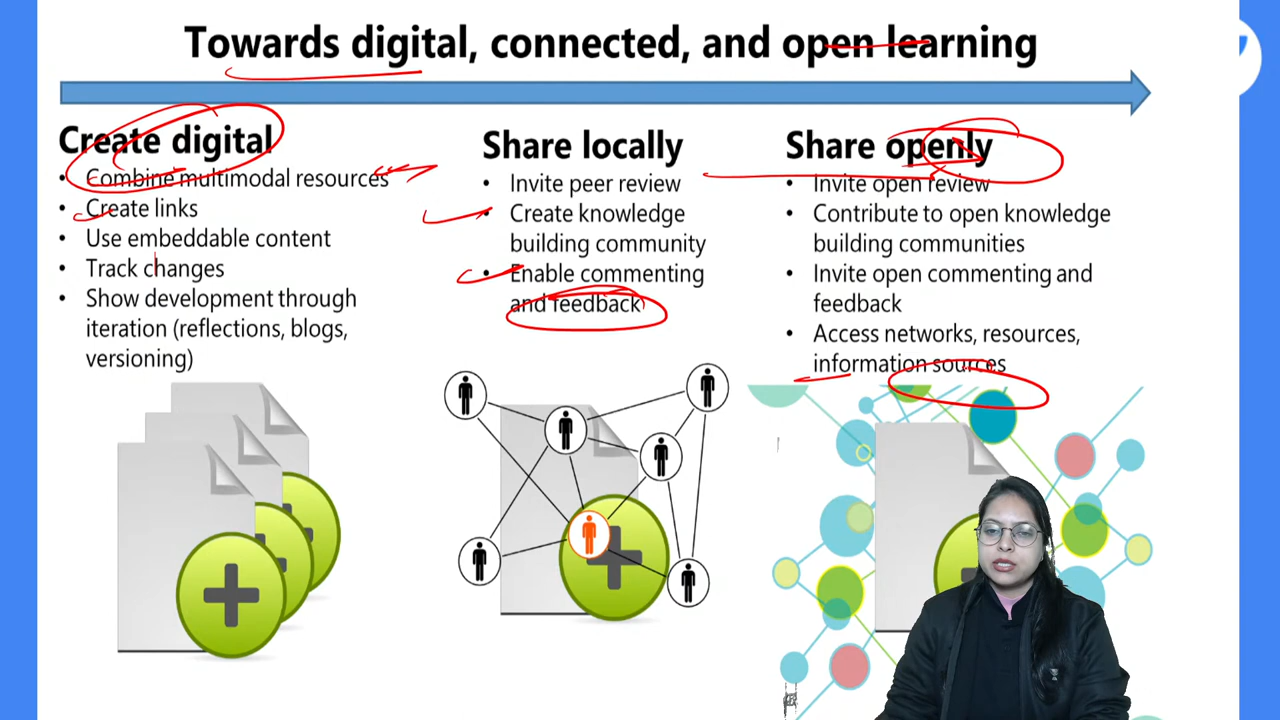 Towards digital, connected, and open learning
Create digital
• Combine multimodal resources
• Create links
• Use embeddable content
• Track changes
• Show development through
iteration (reflections, blogs,
versioning)
Share locally
• Invite peer review
• Create knowledge
building community
• Enable commenting
and feedback
Share openly
• Invite open review
• Contribute to open knowledge
building communities
• Invite open commenting and
feedback
• Access networks, resources,
information sources